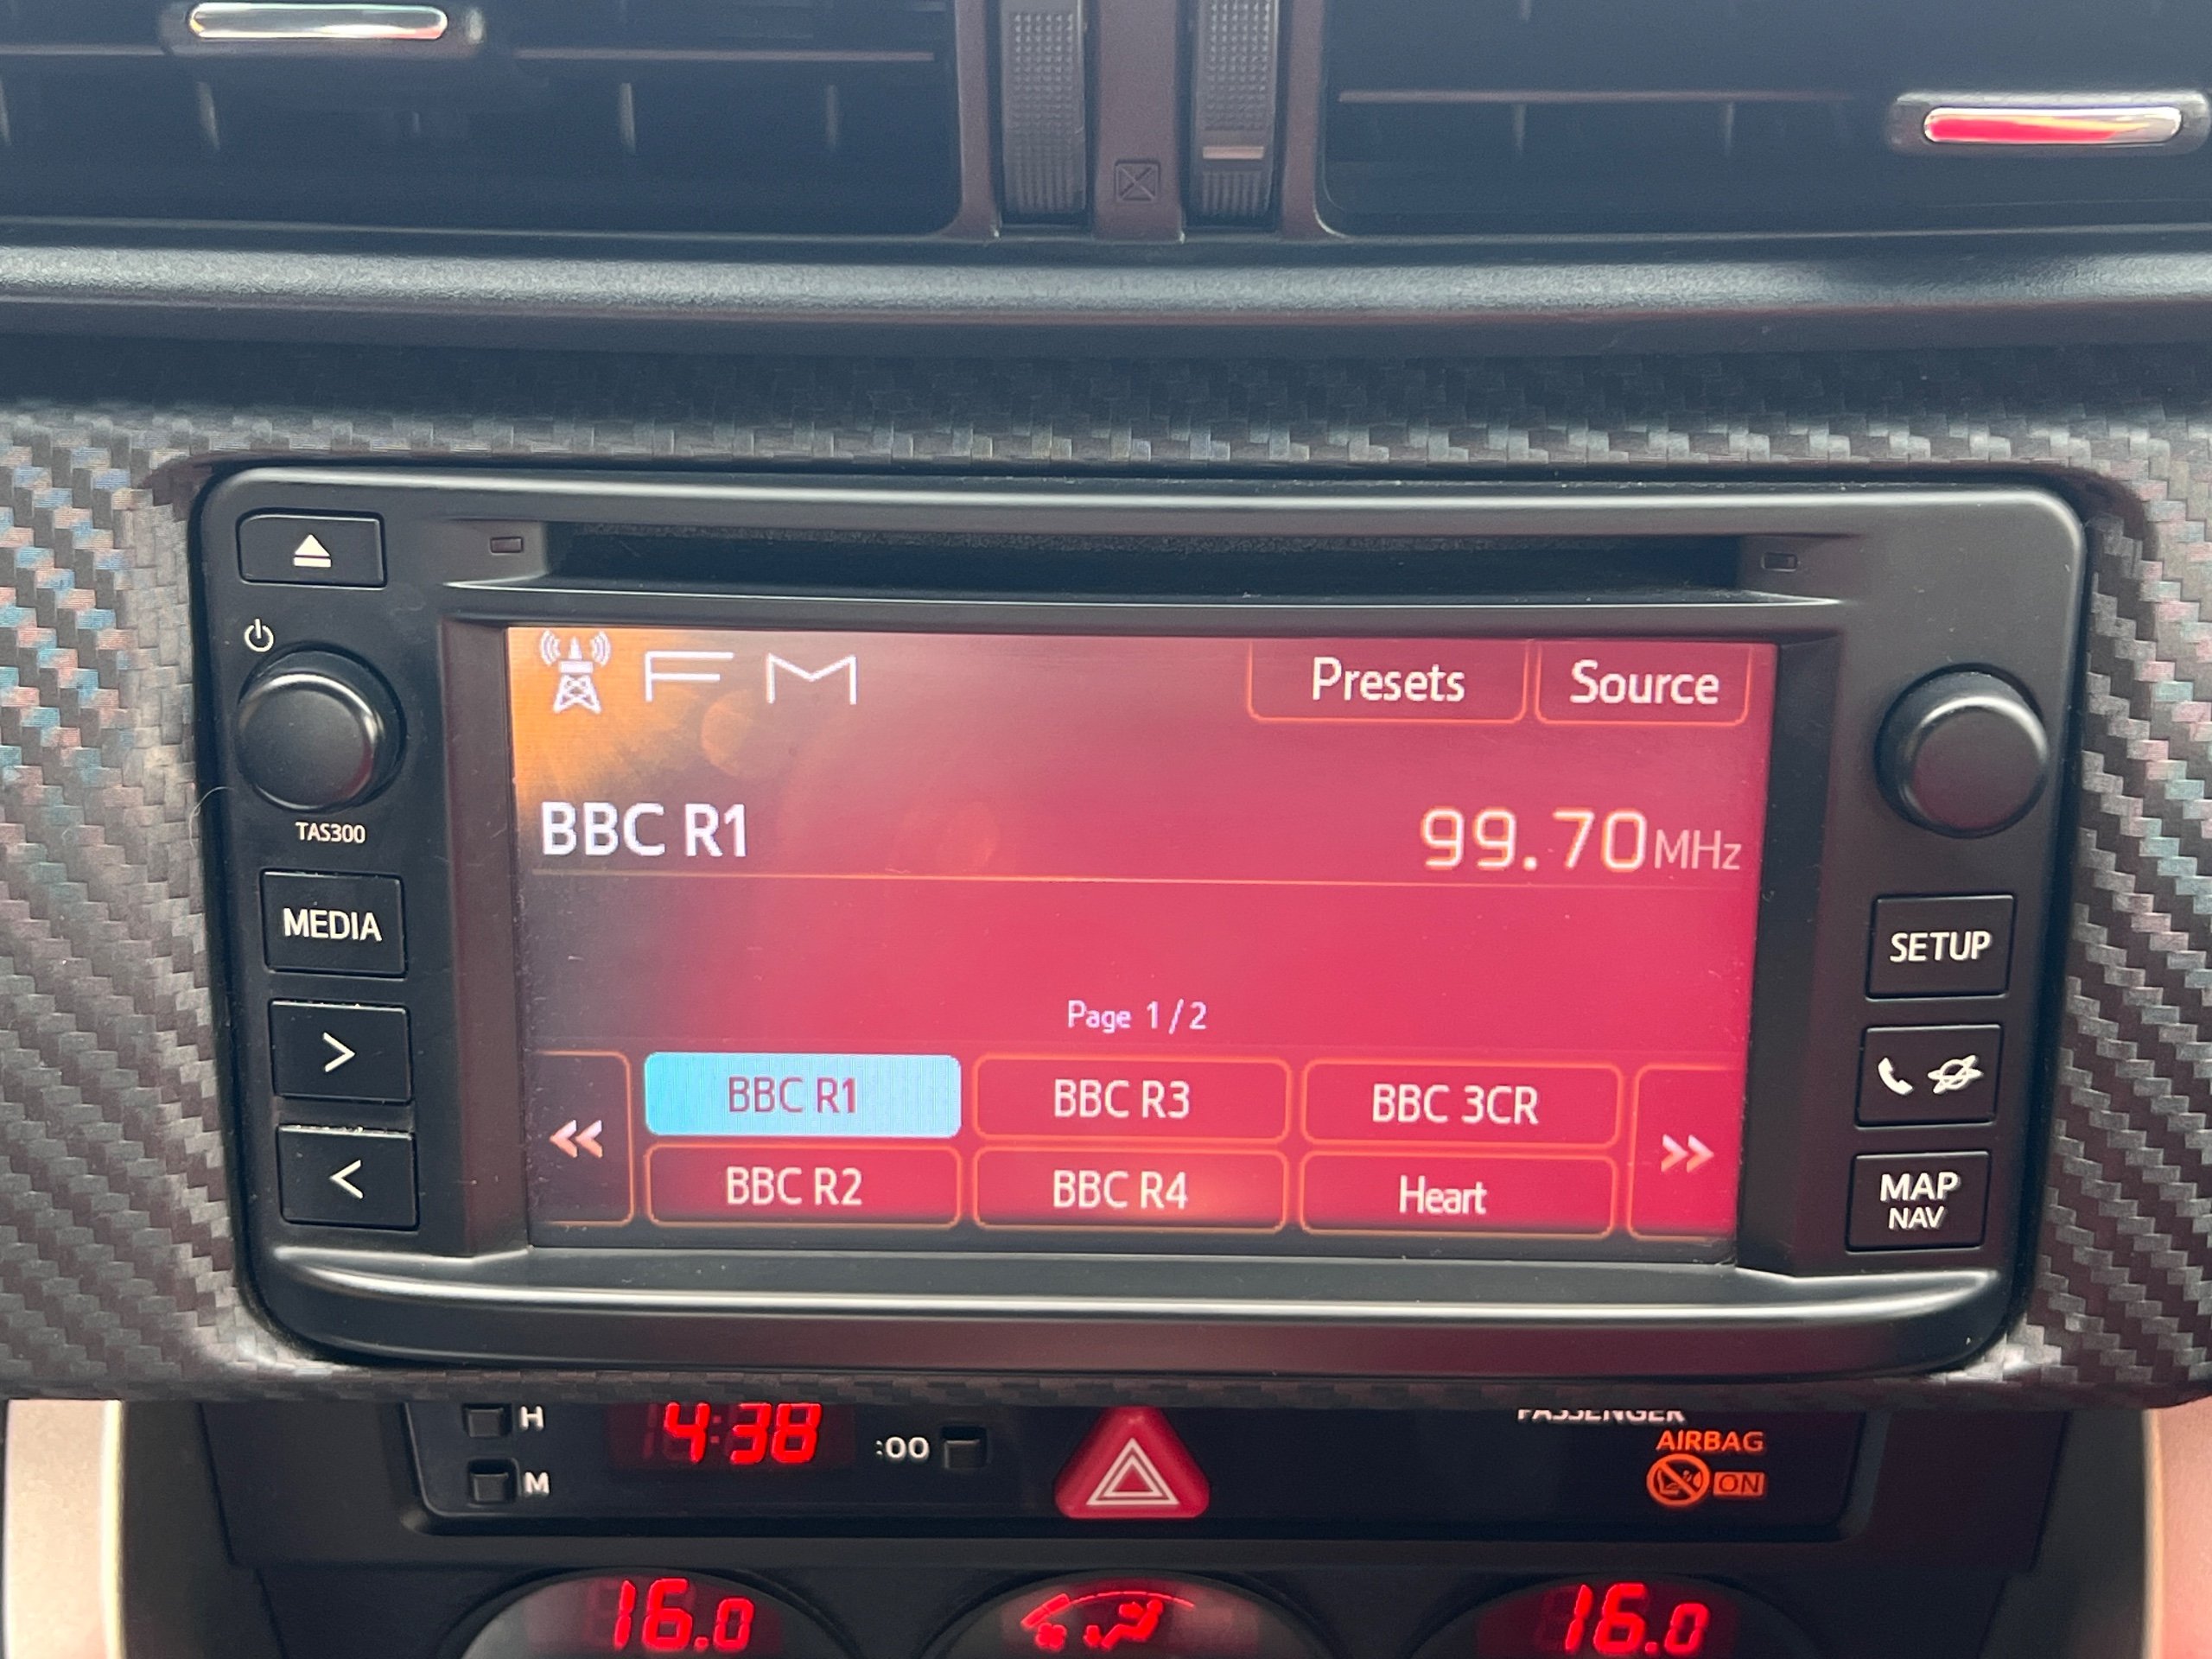 FM
Presets
Source
TAS300
BBC R1
99.70MHz
MEDIA
SETUP
Page 1/2
BBC R1
BBC R3
BBC 3CR
BBC R2
BBC R4
Heart
MAP
NAV
H
4:38
:00
M
PASSENGER
AIRBAG
ON
16.0
16.0